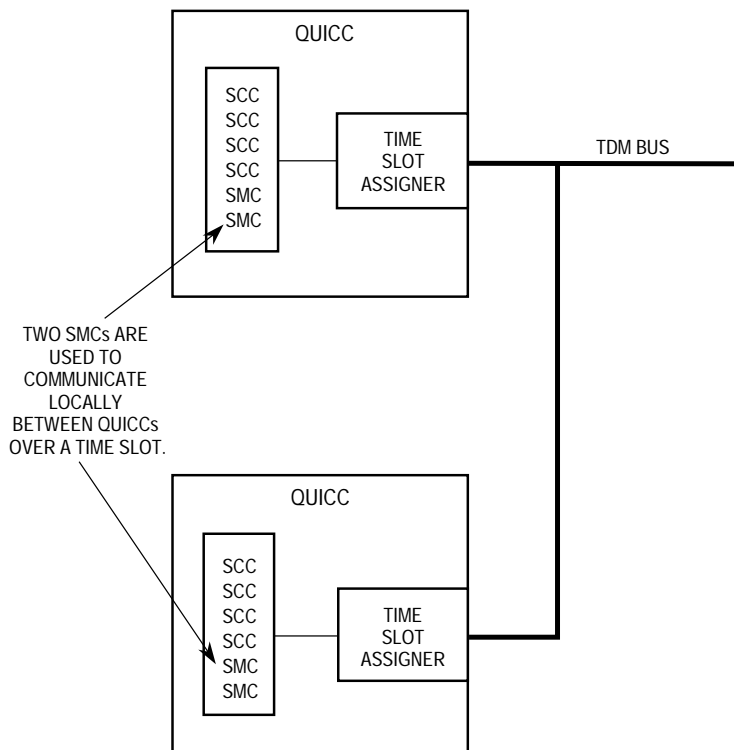 QUICC
SCC
SCC
SCC
SCC
SMC
SMC
TIME
SLOT
ASSIGNER
TDM BUS
TWO SMCs ARE
USED TO
COMMUNICATE
LOCALLY
BETWEEN QUICCs
OVER A TIME SLOT.
QUICC
SCC
SCC
SCC
SCC
SMC
SMC
TIME
SLOT
ASSIGNER